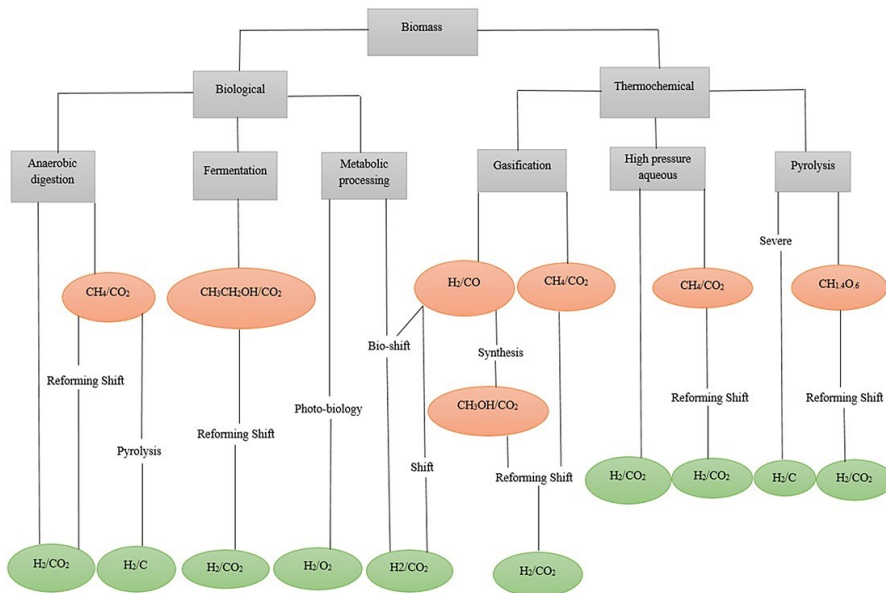 Biomass
Biological
Thermochemical
Anaerobic
digestion
Fermentation
Metabolic
processing
Gasification
High pressure
aqueous
Pyrolysis
Severe
CH₄/CO₂
CH₃CH₂OH/CO₂
H₂/CO
CH₄/CO₂
CH₄/CO₂
CH₁.₄O.₆
Bio-shift
Synthesis
Reforming Shift
Photo-biology
CH₃OH/CO₂
Reforming Shift
Reforming Shift
Reforming Shift
Pyrolysis
Shift
Reforming Shift
H₂/CO₂
H₂/CO₂
H₂/C
H₂/CO₂
H₂/CO₂
H₂/C
H₂/CO₂
H₂/O₂
H2/CO₂
H₂/CO₂